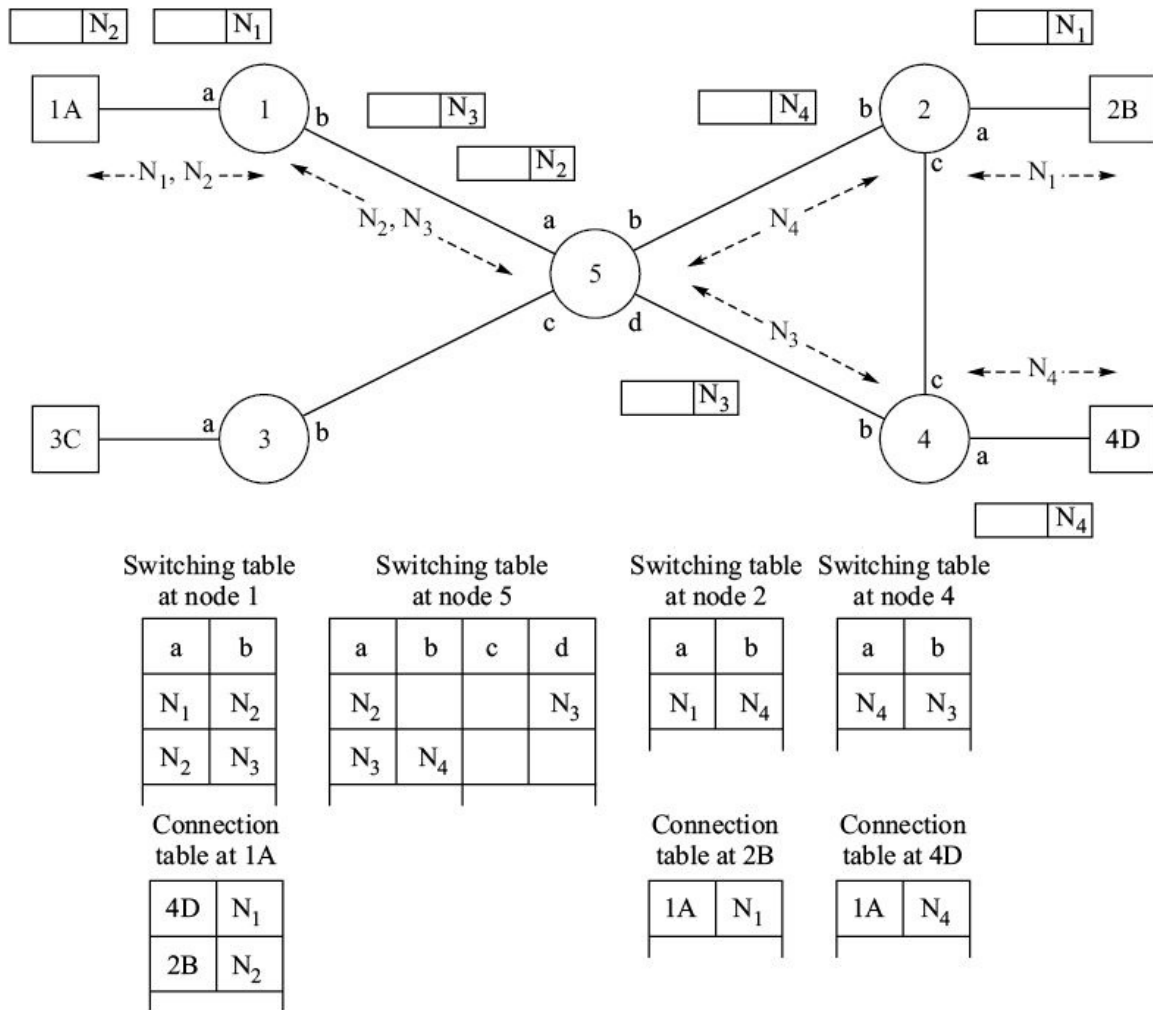 N₂ N₁ N₁
1A a 1 b N₃ N₄ b 2 a 2B
N₂ c
N₁, N₂ N₁
N₂, N₃ a b N₄
5
c d N₃
N₃ c N₄
3C a 3 b b 4 a 4D
N₄
Switching table at node 1
a b
N₁ N₂
N₂ N₃
Switching table at node 5
a b c d
N₂ N₃
N₃ N₄
Switching table at node 2
a b
N₁ N₄
Switching table at node 4
a b
N₄ N₃
Connection table at 1A
4D N₁
2B N₂
Connection table at 2B
1A N₁
Connection table at 4D
1A N₄